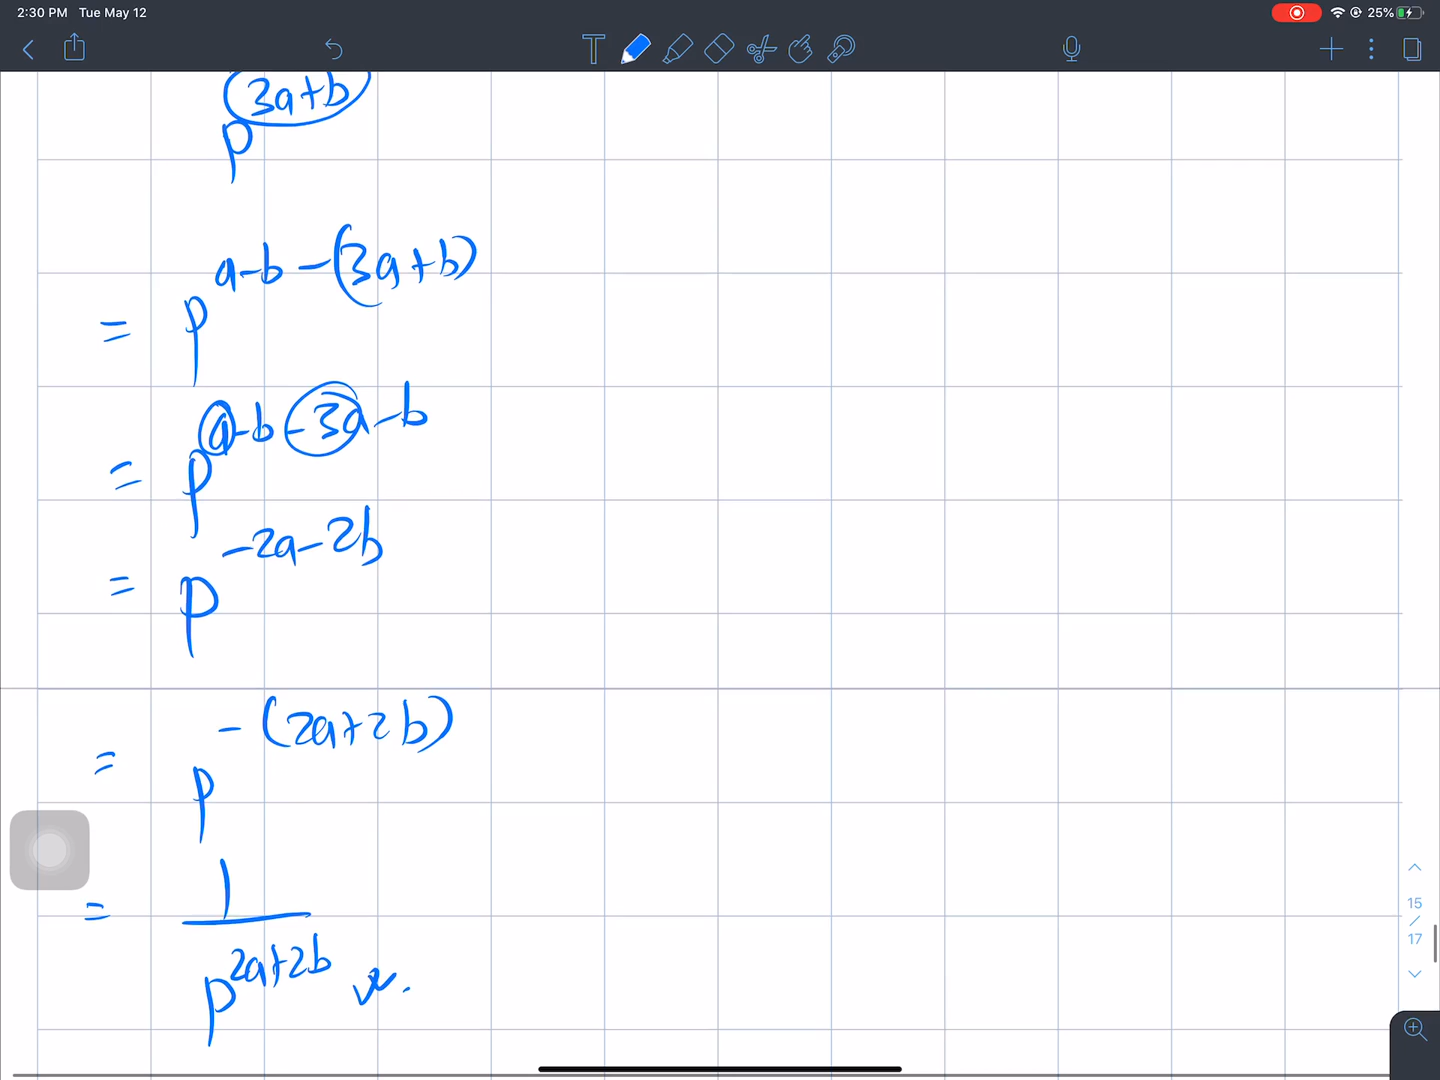 2:30 PM Tue May 12
25%
T
p^(3a+b)
= p^(a-b-(3a+b))
= p^(a-b-3a-b)
= p^(-2a-2b)
= p^(-(2a+2b))
= 1/p^(2a+2b)
15
/
17